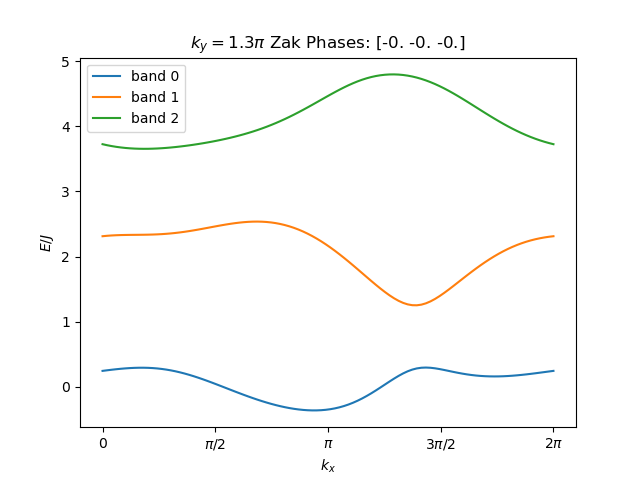 k_y = 1.3π Zak Phases: [-0. -0. -0.]
band 0
band 1
band 2
5
4
3
2
1
0
E/J
0 π/2 π 3π/2 2π
k_x